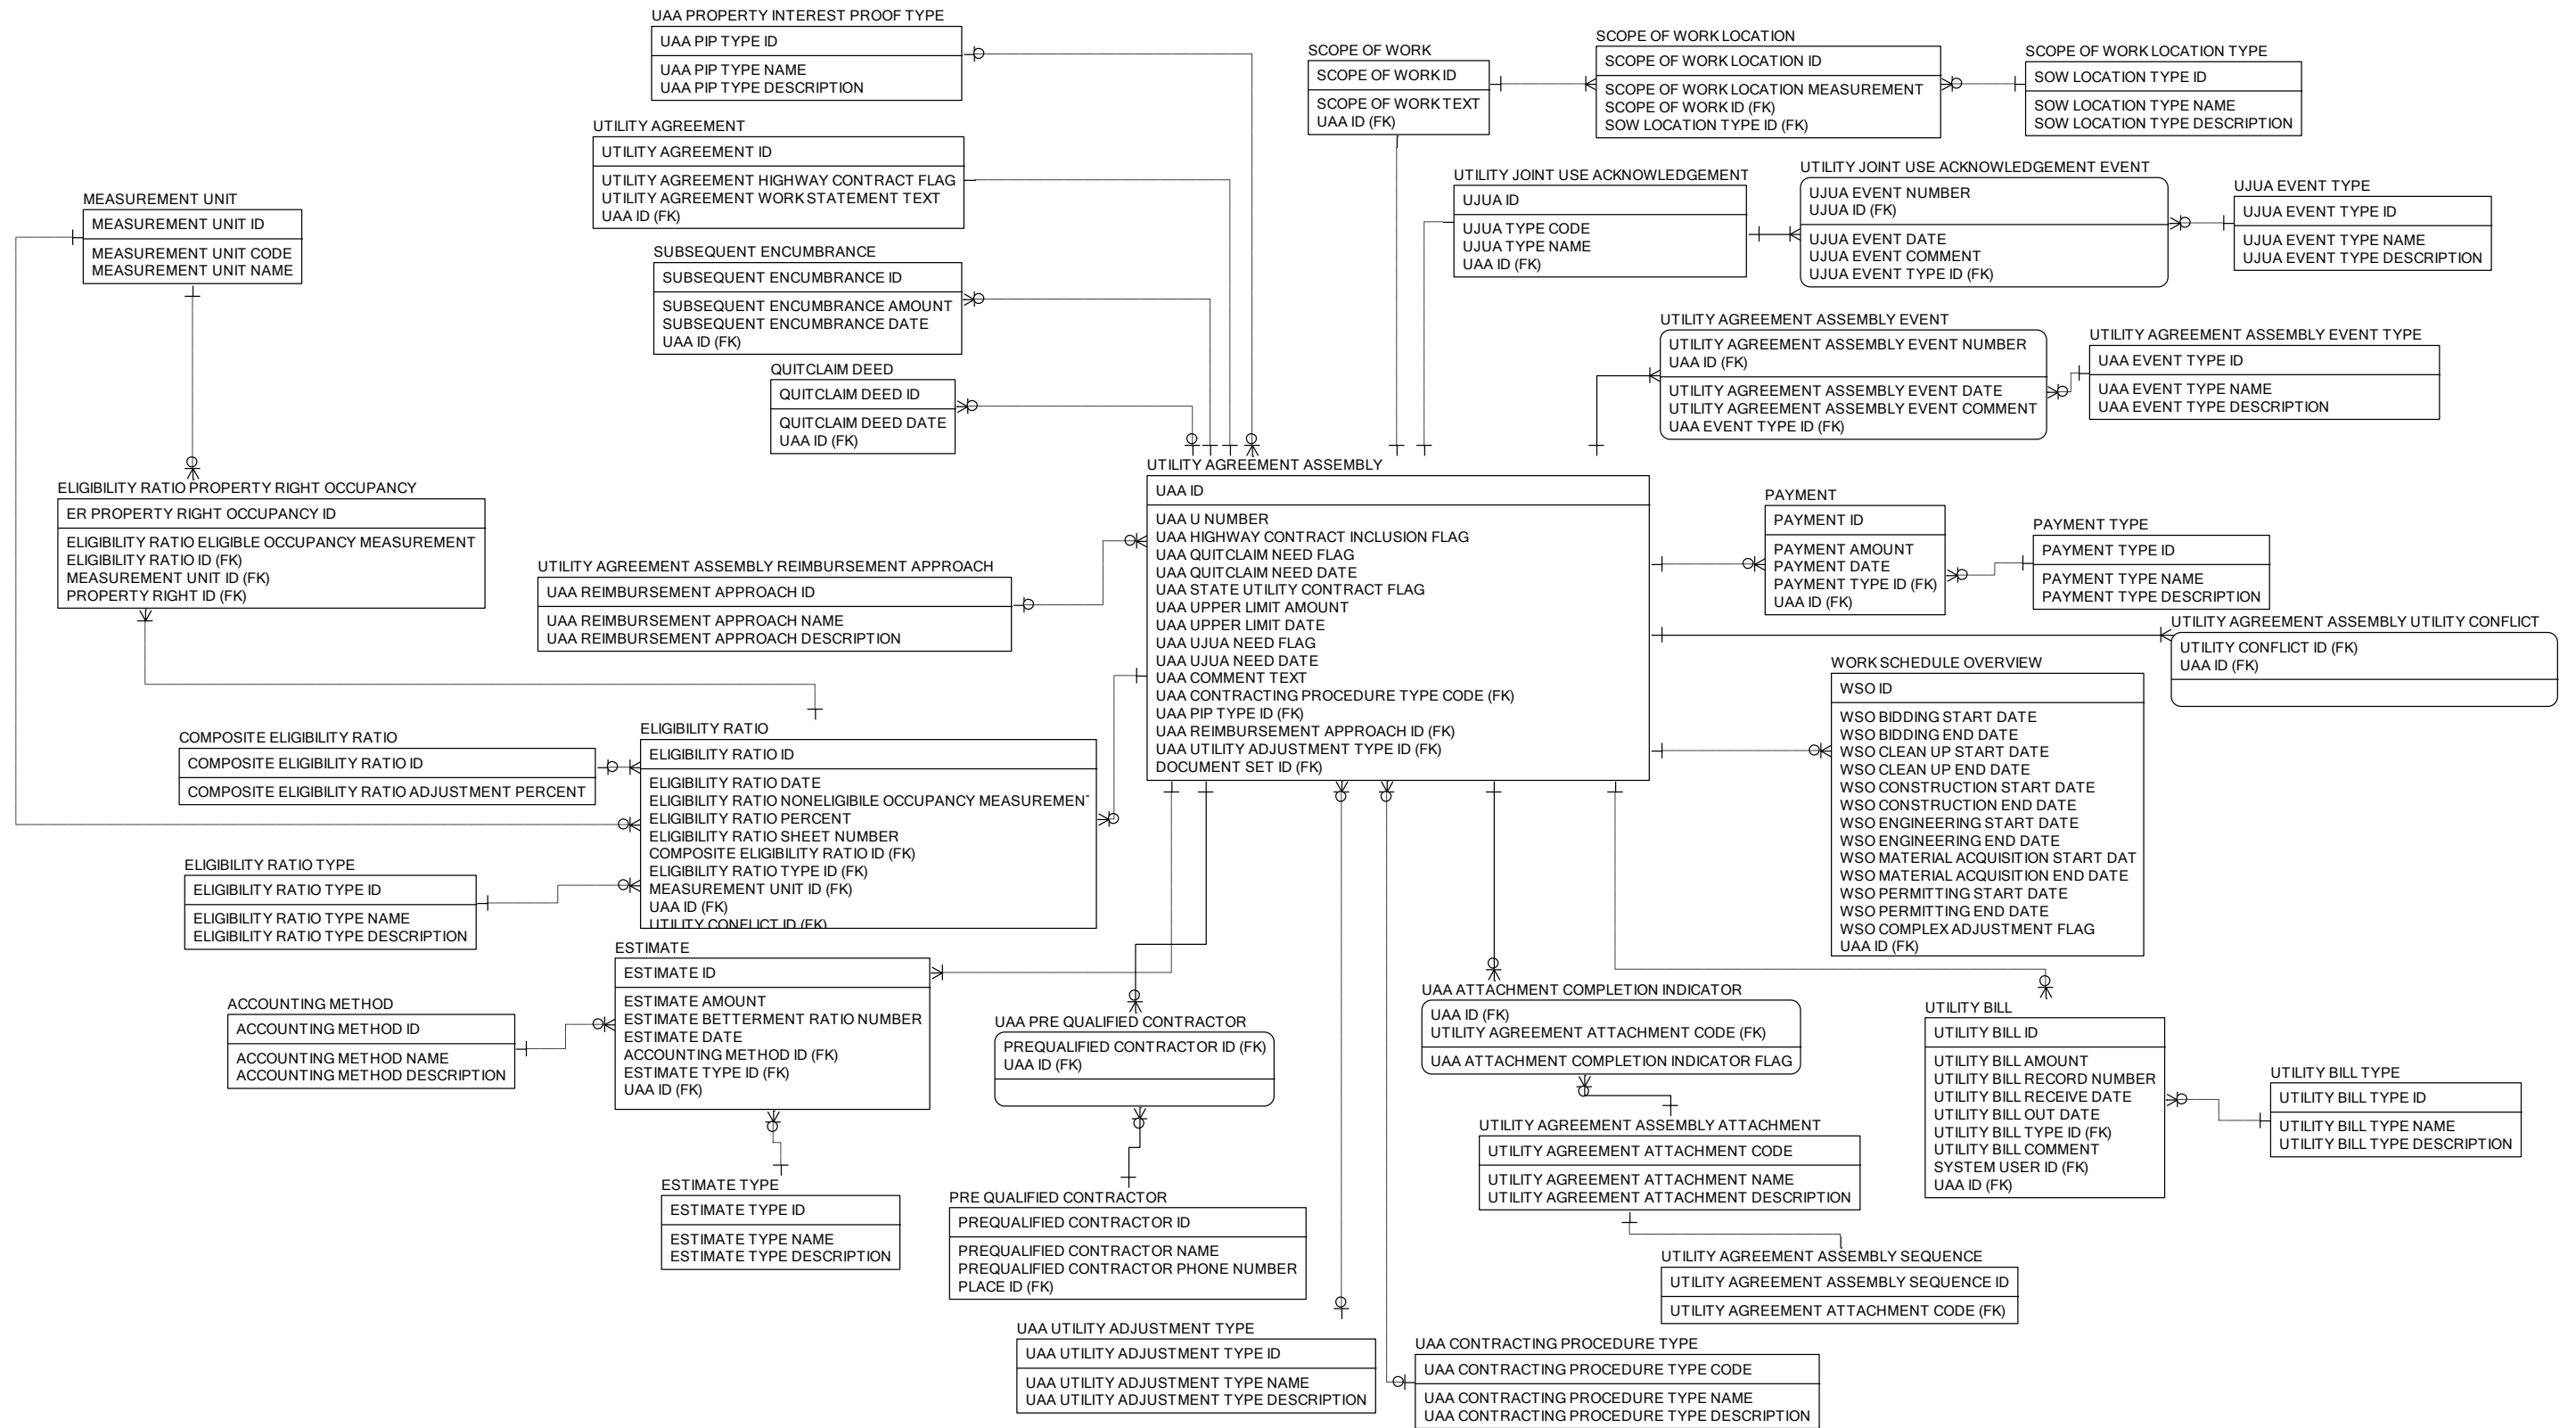 UAA PROPERTY INTEREST PROOF TYPE
UAA PIP TYPE ID
UAA PIP TYPE NAME
UAA PIP TYPE DESCRIPTION
SCOPE OF WORK
SCOPE OF WORK ID
SCOPE OF WORK TEXT
UAA ID (FK)
SCOPE OF WORK LOCATION
SCOPE OF WORK LOCATION ID
SCOPE OF WORK LOCATION MEASUREMENT
SCOPE OF WORK ID (FK)
SOW LOCATION TYPE ID (FK)
SCOPE OF WORK LOCATION TYPE
SOW LOCATION TYPE ID
SOW LOCATION TYPE NAME
SOW LOCATION TYPE DESCRIPTION
UTILITY AGREEMENT
UTILITY AGREEMENT ID
UTILITY AGREEMENT HIGHWAY CONTRACT FLAG
UTILITY AGREEMENT WORK STATEMENT TEXT
UAA ID (FK)
UTILITY JOINT USE ACKNOWLEDGEMENT
UJUA ID
UJUA TYPE CODE
UJUA TYPE NAME
UAA ID (FK)
UTILITY JOINT USE ACKNOWLEDGEMENT EVENT
UJUA EVENT NUMBER
UJUA ID (FK)
UJUA EVENT DATE
UJUA EVENT COMMENT
UJUA EVENT TYPE ID (FK)
UJUA EVENT TYPE
UJUA EVENT TYPE ID
UJUA EVENT TYPE NAME
UJUA EVENT TYPE DESCRIPTION
MEASUREMENT UNIT
MEASUREMENT UNIT ID
MEASUREMENT UNIT CODE
MEASUREMENT UNIT NAME
SUBSEQUENT ENCUMBRANCE
SUBSEQUENT ENCUMBRANCE ID
SUBSEQUENT ENCUMBRANCE AMOUNT
SUBSEQUENT ENCUMBRANCE DATE
UAA ID (FK)
QUITCLAIM DEED
QUITCLAIM DEED ID
QUITCLAIM DEED DATE
UAA ID (FK)
UTILITY AGREEMENT ASSEMBLY EVENT
UTILITY AGREEMENT ASSEMBLY EVENT NUMBER
UAA ID (FK)
UTILITY AGREEMENT ASSEMBLY EVENT DATE
UTILITY AGREEMENT ASSEMBLY EVENT COMMENT
UAA EVENT TYPE ID (FK)
UTILITY AGREEMENT ASSEMBLY EVENT TYPE
UAA EVENT TYPE ID
UAA EVENT TYPE NAME
UAA EVENT TYPE DESCRIPTION
ELIGIBILITY RATIO PROPERTY RIGHT OCCUPANCY
ER PROPERTY RIGHT OCCUPANCY ID
ELIGIBILITY RATIO ELIGIBLE OCCUPANCY MEASUREMENT
ELIGIBILITY RATIO ID (FK)
MEASUREMENT UNIT ID (FK)
PROPERTY RIGHT ID (FK)
UTILITY AGREEMENT ASSEMBLY
UAA ID
UAA U NUMBER
UAA HIGHWAY CONTRACT INCLUSION FLAG
UAA QUITCLAIM NEED FLAG
UAA QUITCLAIM NEED DATE
UAA STATE UTILITY CONTRACT FLAG
UAA UPPER LIMIT AMOUNT
UAA UPPER LIMIT DATE
UAA UJUA NEED FLAG
UAA UJUA NEED DATE
UAA COMMENT TEXT
UAA CONTRACTING PROCEDURE TYPE CODE (FK)
UAA PIP TYPE ID (FK)
UAA REIMBURSEMENT APPROACH ID (FK)
UAA UTILITY ADJUSTMENT TYPE ID (FK)
DOCUMENT SET ID (FK)
PAYMENT
PAYMENT ID
PAYMENT AMOUNT
PAYMENT DATE
PAYMENT TYPE ID (FK)
UAA ID (FK)
PAYMENT TYPE
PAYMENT TYPE ID
PAYMENT TYPE NAME
PAYMENT TYPE DESCRIPTION
UTILITY AGREEMENT ASSEMBLY REIMBURSEMENT APPROACH
UAA REIMBURSEMENT APPROACH ID
UAA REIMBURSEMENT APPROACH NAME
UAA REIMBURSEMENT APPROACH DESCRIPTION
UTILITY AGREEMENT ASSEMBLY UTILITY CONFLICT
UTILITY CONFLICT ID (FK)
UAA ID (FK)
WORK SCHEDULE OVERVIEW
WSO ID
WSO BIDDING START DATE
WSO BIDDING END DATE
WSO CLEAN UP START DATE
WSO CLEAN UP END DATE
WSO CONSTRUCTION START DATE
WSO CONSTRUCTION END DATE
WSO ENGINEERING START DATE
WSO ENGINEERING END DATE
WSO MATERIAL ACQUISITION START DAT
WSO MATERIAL ACQUISITION END DATE
WSO PERMITTING START DATE
WSO PERMITTING END DATE
WSO COMPLEX ADJUSTMENT FLAG
UAA ID (FK)
COMPOSITE ELIGIBILITY RATIO
COMPOSITE ELIGIBILITY RATIO ID
COMPOSITE ELIGIBILITY RATIO ADJUSTMENT PERCENT
ELIGIBILITY RATIO
ELIGIBILITY RATIO ID
ELIGIBILITY RATIO DATE
ELIGIBILITY RATIO NONELIGIBILE OCCUPANCY MEASUREMENT
ELIGIBILITY RATIO PERCENT
ELIGIBILITY RATIO SHEET NUMBER
COMPOSITE ELIGIBILITY RATIO ID (FK)
ELIGIBILITY RATIO TYPE ID (FK)
MEASUREMENT UNIT ID (FK)
UAA ID (FK)
UTILITY CONFLICT ID (FK)
ELIGIBILITY RATIO TYPE
ELIGIBILITY RATIO TYPE ID
ELIGIBILITY RATIO TYPE NAME
ELIGIBILITY RATIO TYPE DESCRIPTION
ESTIMATE
ESTIMATE ID
ESTIMATE AMOUNT
ESTIMATE BETTERMENT RATIO NUMBER
ESTIMATE DATE
ACCOUNTING METHOD ID (FK)
ESTIMATE TYPE ID (FK)
UAA ID (FK)
ACCOUNTING METHOD
ACCOUNTING METHOD ID
ACCOUNTING METHOD NAME
ACCOUNTING METHOD DESCRIPTION
UAA PRE QUALIFIED CONTRACTOR
PREQUALIFIED CONTRACTOR ID (FK)
UAA ID (FK)
UAA ATTACHMENT COMPLETION INDICATOR
UAA ID (FK)
UTILITY AGREEMENT ATTACHMENT CODE (FK)
UAA ATTACHMENT COMPLETION INDICATOR FLAG
UTILITY BILL
UTILITY BILL ID
UTILITY BILL AMOUNT
UTILITY BILL RECORD NUMBER
UTILITY BILL RECEIVE DATE
UTILITY BILL OUT DATE
UTILITY BILL TYPE ID (FK)
UTILITY BILL COMMENT
SYSTEM USER ID (FK)
UAA ID (FK)
UTILITY BILL TYPE
UTILITY BILL TYPE ID
UTILITY BILL TYPE NAME
UTILITY BILL TYPE DESCRIPTION
UTILITY AGREEMENT ASSEMBLY ATTACHMENT
UTILITY AGREEMENT ATTACHMENT CODE
UTILITY AGREEMENT ATTACHMENT NAME
UTILITY AGREEMENT ATTACHMENT DESCRIPTION
ESTIMATE TYPE
ESTIMATE TYPE ID
ESTIMATE TYPE NAME
ESTIMATE TYPE DESCRIPTION
PRE QUALIFIED CONTRACTOR
PREQUALIFIED CONTRACTOR ID
PREQUALIFIED CONTRACTOR NAME
PREQUALIFIED CONTRACTOR PHONE NUMBER
PLACE ID (FK)
UTILITY AGREEMENT ASSEMBLY SEQUENCE
UTILITY AGREEMENT ASSEMBLY SEQUENCE ID
UTILITY AGREEMENT ATTACHMENT CODE (FK)
UAA UTILITY ADJUSTMENT TYPE
UAA UTILITY ADJUSTMENT TYPE ID
UAA UTILITY ADJUSTMENT TYPE NAME
UAA UTILITY ADJUSTMENT TYPE DESCRIPTION
UAA CONTRACTING PROCEDURE TYPE
UAA CONTRACTING PROCEDURE TYPE CODE
UAA CONTRACTING PROCEDURE TYPE NAME
UAA CONTRACTING PROCEDURE TYPE DESCRIPTION